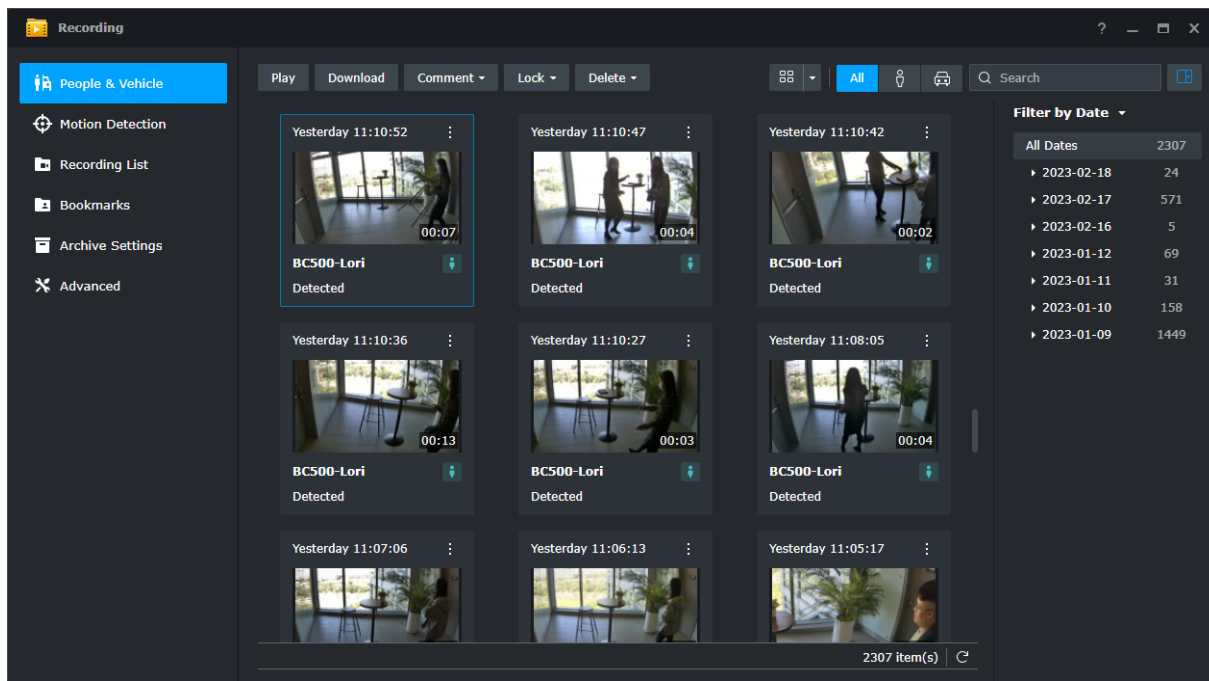 Recording
?
People & Vehicle
Motion Detection
Recording List
Bookmarks
Archive Settings
Advanced
Play Download Comment Lock Delete All Search
Yesterday 11:10:52
00:07
BC500-Lori
Detected
Yesterday 11:10:47
00:04
BC500-Lori
Detected
Yesterday 11:10:42
00:02
BC500-Lori
Detected
Yesterday 11:10:36
00:13
BC500-Lori
Detected
Yesterday 11:10:27
00:03
BC500-Lori
Detected
Yesterday 11:08:05
00:04
BC500-Lori
Detected
Yesterday 11:07:06
Yesterday 11:06:13
Yesterday 11:05:17
2307 item(s)
Filter by Date
All Dates 2307
2023-02-18 24
2023-02-17 571
2023-02-16 5
2023-01-12 69
2023-01-11 31
2023-01-10 158
2023-01-09 1449